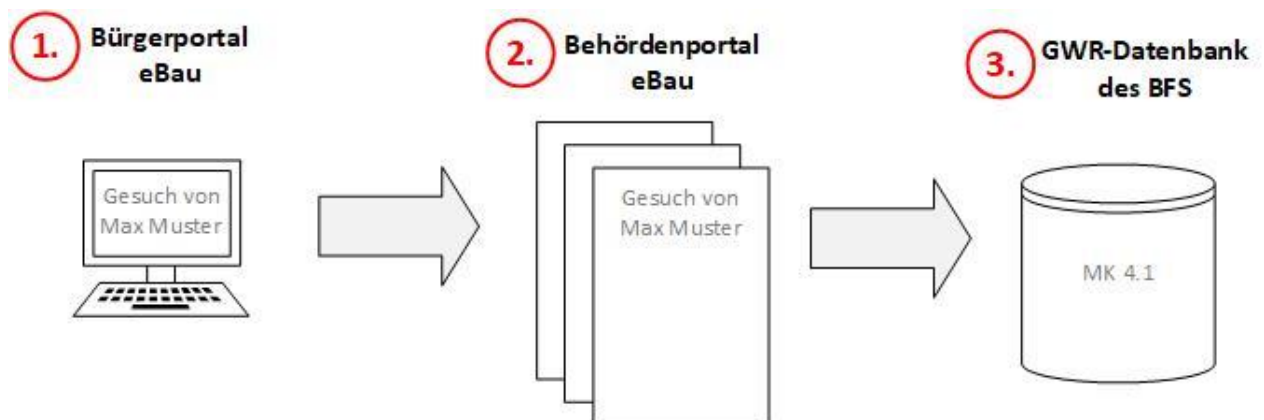 1.
Bürgerportal
eBau
Gesuch von
Max Muster
2.
Behördenportal
eBau
Gesuch von
Max Muster
3.
GWR-Datenbank
des BFS
MK 4.1